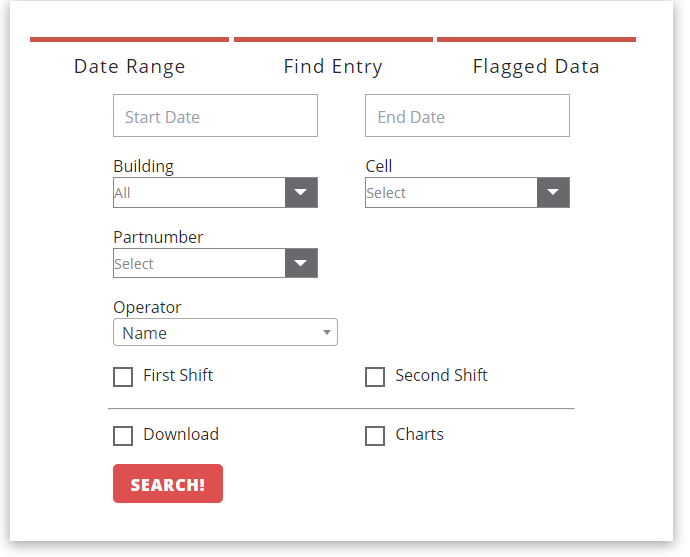 Date Range Find Entry Flagged Data
Start Date End Date
Building Cell
All Select
Partnumber
Select
Operator
Name
First Shift Second Shift
Download Charts
SEARCH!